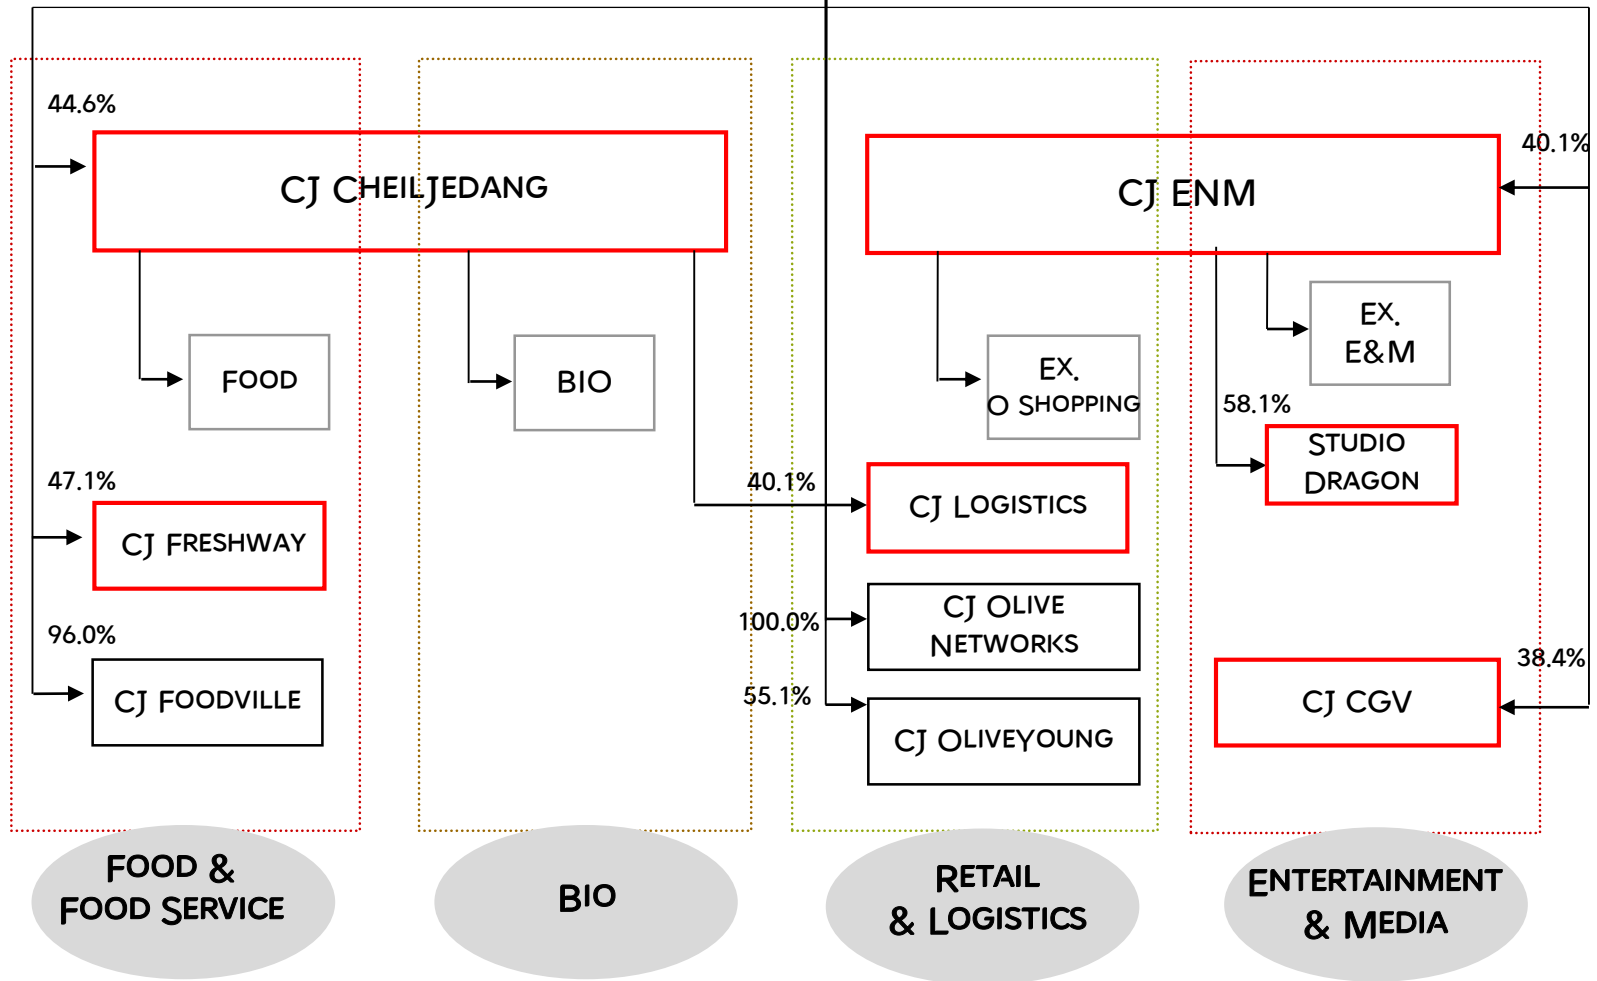 44.6%
CJ CHEILJEDANG
FOOD
BIO
47.1%
CJ FRESHWAY
96.0%
CJ FOODVILLE
40.1%
CJ ENM
EX.
O SHOPPING
EX.
E&M
58.1%
STUDIO
DRAGON
40.1%
CJ LOGISTICS
100.0%
CJ OLIVE
NETWORKS
55.1%
CJ OLIVEYOUNG
38.4%
CJ CGV
FOOD &
FOOD SERVICE
BIO
RETAIL
& LOGISTICS
ENTERTAINMENT
& MEDIA